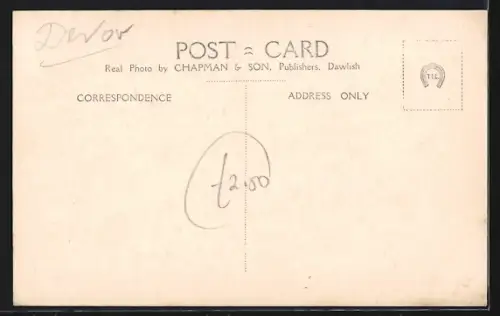 Devon
POST = CARD
Real Photo by CHAPMAN & SON, Publishers, Dawlish
CORRESPONDENCE
ADDRESS ONLY
T.I.C.
£2.00